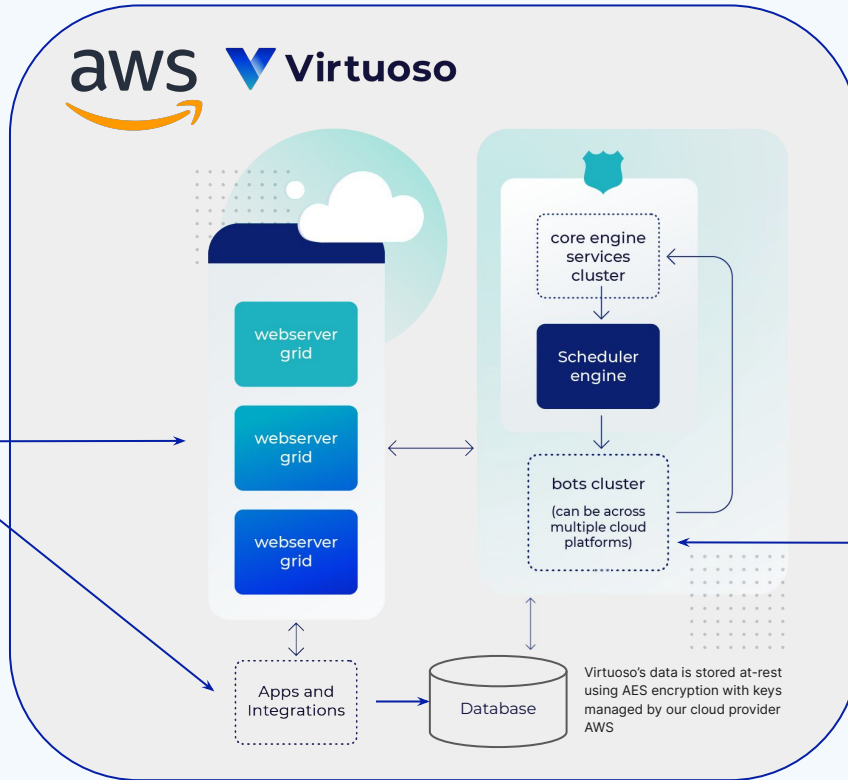 aws
Virtuoso
webserver
grid
webserver
grid
webserver
grid
core engine
services
cluster
Scheduler
engine
bots cluster
(can be across
multiple cloud
platforms)
Apps and
Integrations
Database
Virtuoso’s data is stored at-rest
using AES encryption with keys
managed by our cloud provider
AWS